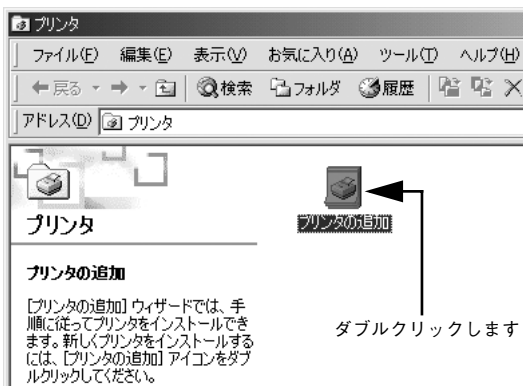 プリンタ
ファイル(F) 編集(E) 表示(V) お気に入り(A) ツール(T) ヘルプ(H)
戻る 検索 フォルダ 履歴
アドレス(D) プリンタ
プリンタ
プリンタの追加
プリンタの追加
[プリンタの追加] ウィザードでは、手
順に従ってプリンタをインストールでき
ます。新しくプリンタをインストールする
には、[プリンタの追加] アイコンをダブ
ルクリックしてください。
ダブルクリックします